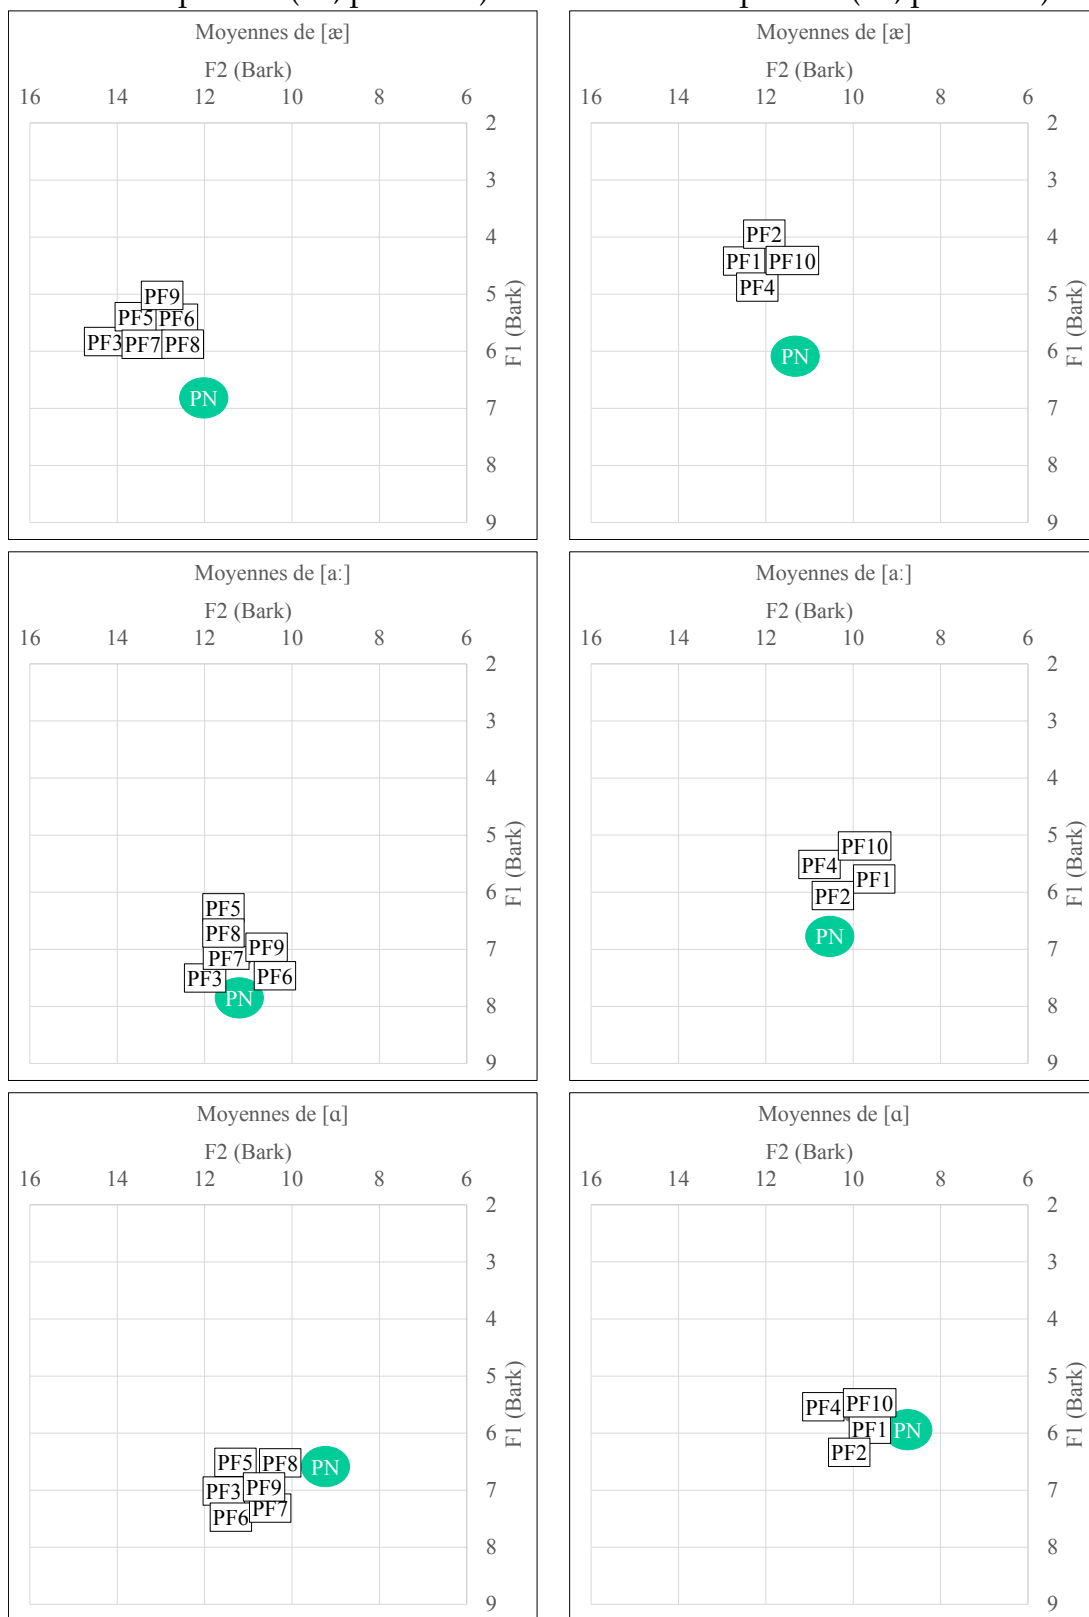 Moyennes de [æ]
F2 (Bark)
16 14 12 10 8 6
2
3
4
5
6
7
8
9
F1 (Bark)
PF9
PF5 PF6
PF3 PF7 PF8
PN
Moyennes de [æ]
F2 (Bark)
16 14 12 10 8 6
2
3
4
5
6
7
8
9
F1 (Bark)
PF2
PF1 PF10
PF4
PN
Moyennes de [a:]
F2 (Bark)
16 14 12 10 8 6
2
3
4
5
6
7
8
9
F1 (Bark)
PF5
PF8
PF9
PF7
PF3 PF6
PN
Moyennes de [a:]
F2 (Bark)
16 14 12 10 8 6
2
3
4
5
6
7
8
9
F1 (Bark)
PF10
PF4
PF1
PF2
PN
Moyennes de [ɑ]
F2 (Bark)
16 14 12 10 8 6
2
3
4
5
6
7
8
9
F1 (Bark)
PF5 PF8 PN
PF3 PF9
PF6 PF7
Moyennes de [ɑ]
F2 (Bark)
16 14 12 10 8 6
2
3
4
5
6
7
8
9
F1 (Bark)
PF4 PF10
PF1 PN
PF2